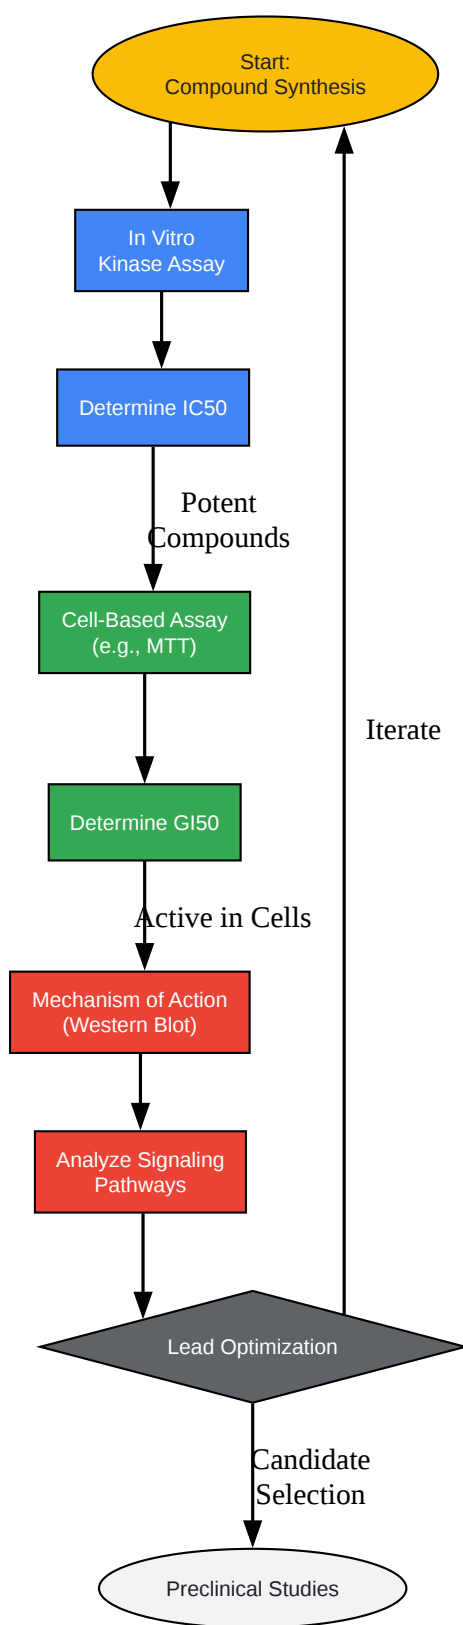 Start:
Compound Synthesis
In Vitro
Kinase Assay
Determine IC50
Potent
Compounds
Cell-Based Assay
(e.g., MTT)
Iterate
Determine GI50
Active in Cells
Mechanism of Action
(Western Blot)
Analyze Signaling
Pathways
Lead Optimization
Candidate
Selection
Preclinical Studies